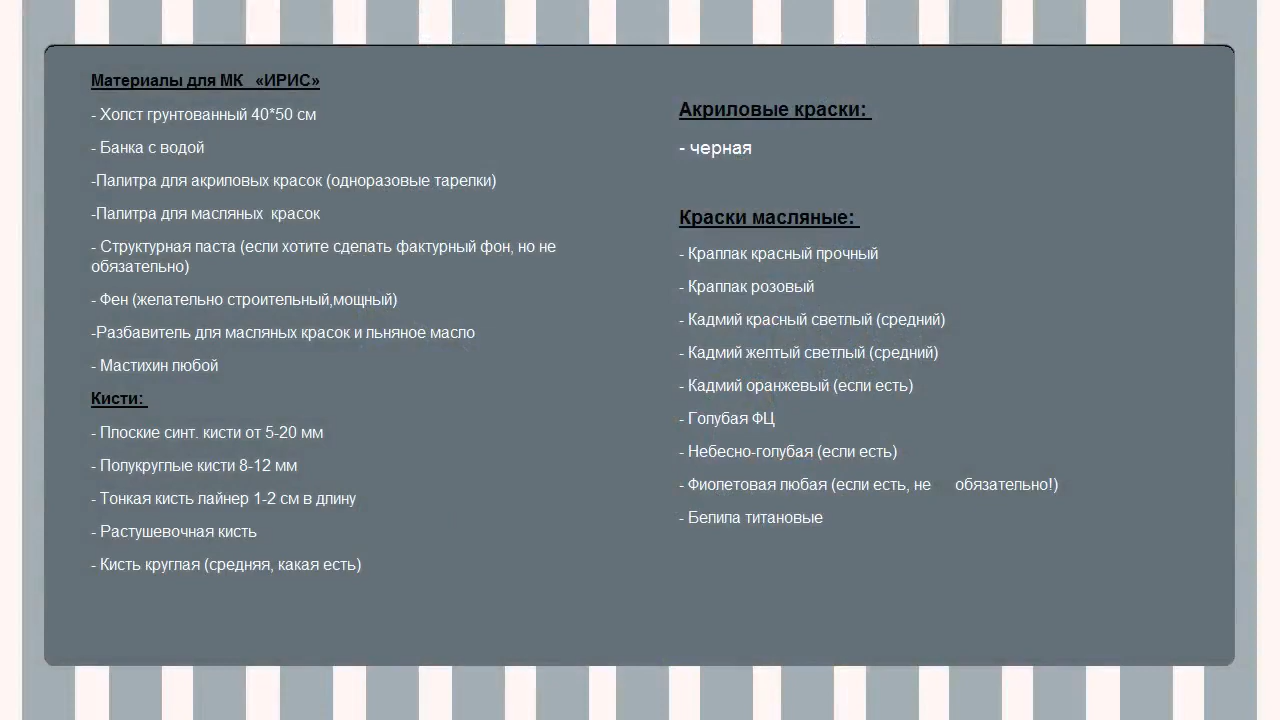 Материалы для МК «ИРИС»
- Холст грунтованный 40*50 см
- Банка с водой
-Палитра для акриловых красок (одноразовые тарелки)
-Палитра для масляных красок
- Структурная паста (если хотите сделать фактурный фон, но не
обязательно)
- Фен (желательно строительный,мощный)
-Разбавитель для масляных красок и льняное масло
- Мастихин любой
Кисти:
- Плоские синт. кисти от 5-20 мм
- Полукруглые кисти 8-12 мм
- Тонкая кисть лайнер 1-2 см в длину
- Растушевочная кисть
- Кисть круглая (средняя, какая есть)
Акриловые краски:
- черная
Краски масляные:
- Краплак красный прочный
- Краплак розовый
- Кадмий красный светлый (средний)
- Кадмий желтый светлый (средний)
- Кадмий оранжевый (если есть)
- Голубая ФЦ
- Небесно-голубая (если есть)
- Фиолетовая любая (если есть, не обязательно!)
- Белила титановые